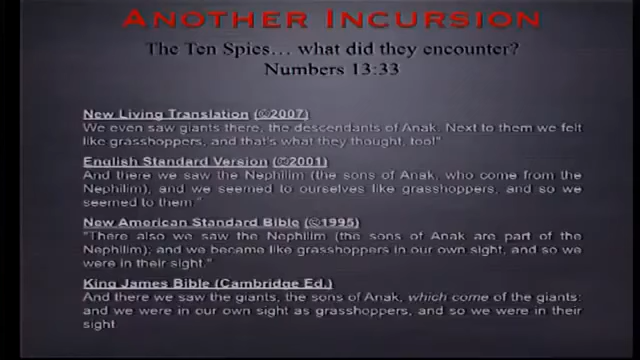 ANOTHER INCURSION
The Ten Spies... what did they encounter?
Numbers 13:33
New Living Translation (©2007)
We even saw giants there, the descendants of Anak. Next to them we felt
like grasshoppers, and that's what they thought, too!"
English Standard Version (©2001)
And there we saw the Nephilim (the sons of Anak, who come from the
Nephilim), and we seemed to ourselves like grasshoppers, and so we
seemed to them."
New American Standard Bible (©1995)
"There also we saw the Nephilim (the sons of Anak are part of the
Nephilim); and we became like grasshoppers in our own sight, and so we
were in their sight."
King James Bible (Cambridge Ed.)
And there we saw the giants, the sons of Anak, which come of the giants:
and we were in our own sight as grasshoppers, and so we were in their
sight.